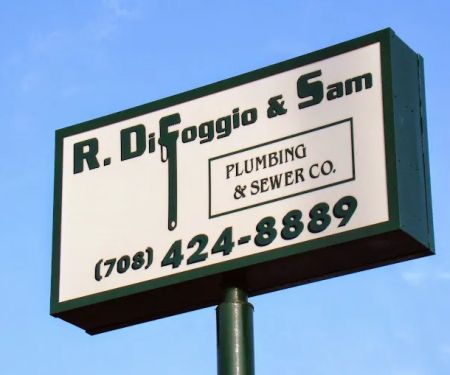 R. DiFoggio & Sam
PLUMBING
& SEWER CO.
(708) 424-8889